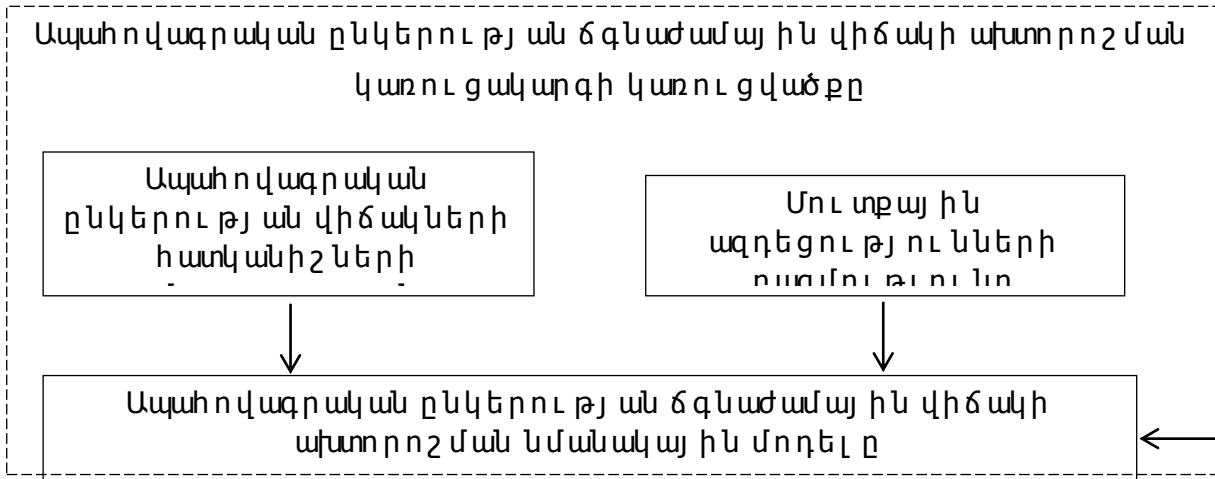 Ապահովագրական ընկերության ճգնաժամային վիճակի ախտորոշման
կառուցակարգի կառուցվածքը
Ապահովագրական
ընկերության վիճակների
հատկանիշների
Մուտքային
ազդեցությունների
բազմությունը
Ապահովագրական ընկերության ճգնաժամային վիճակի
ախտորոշման նմանակային մոդելը